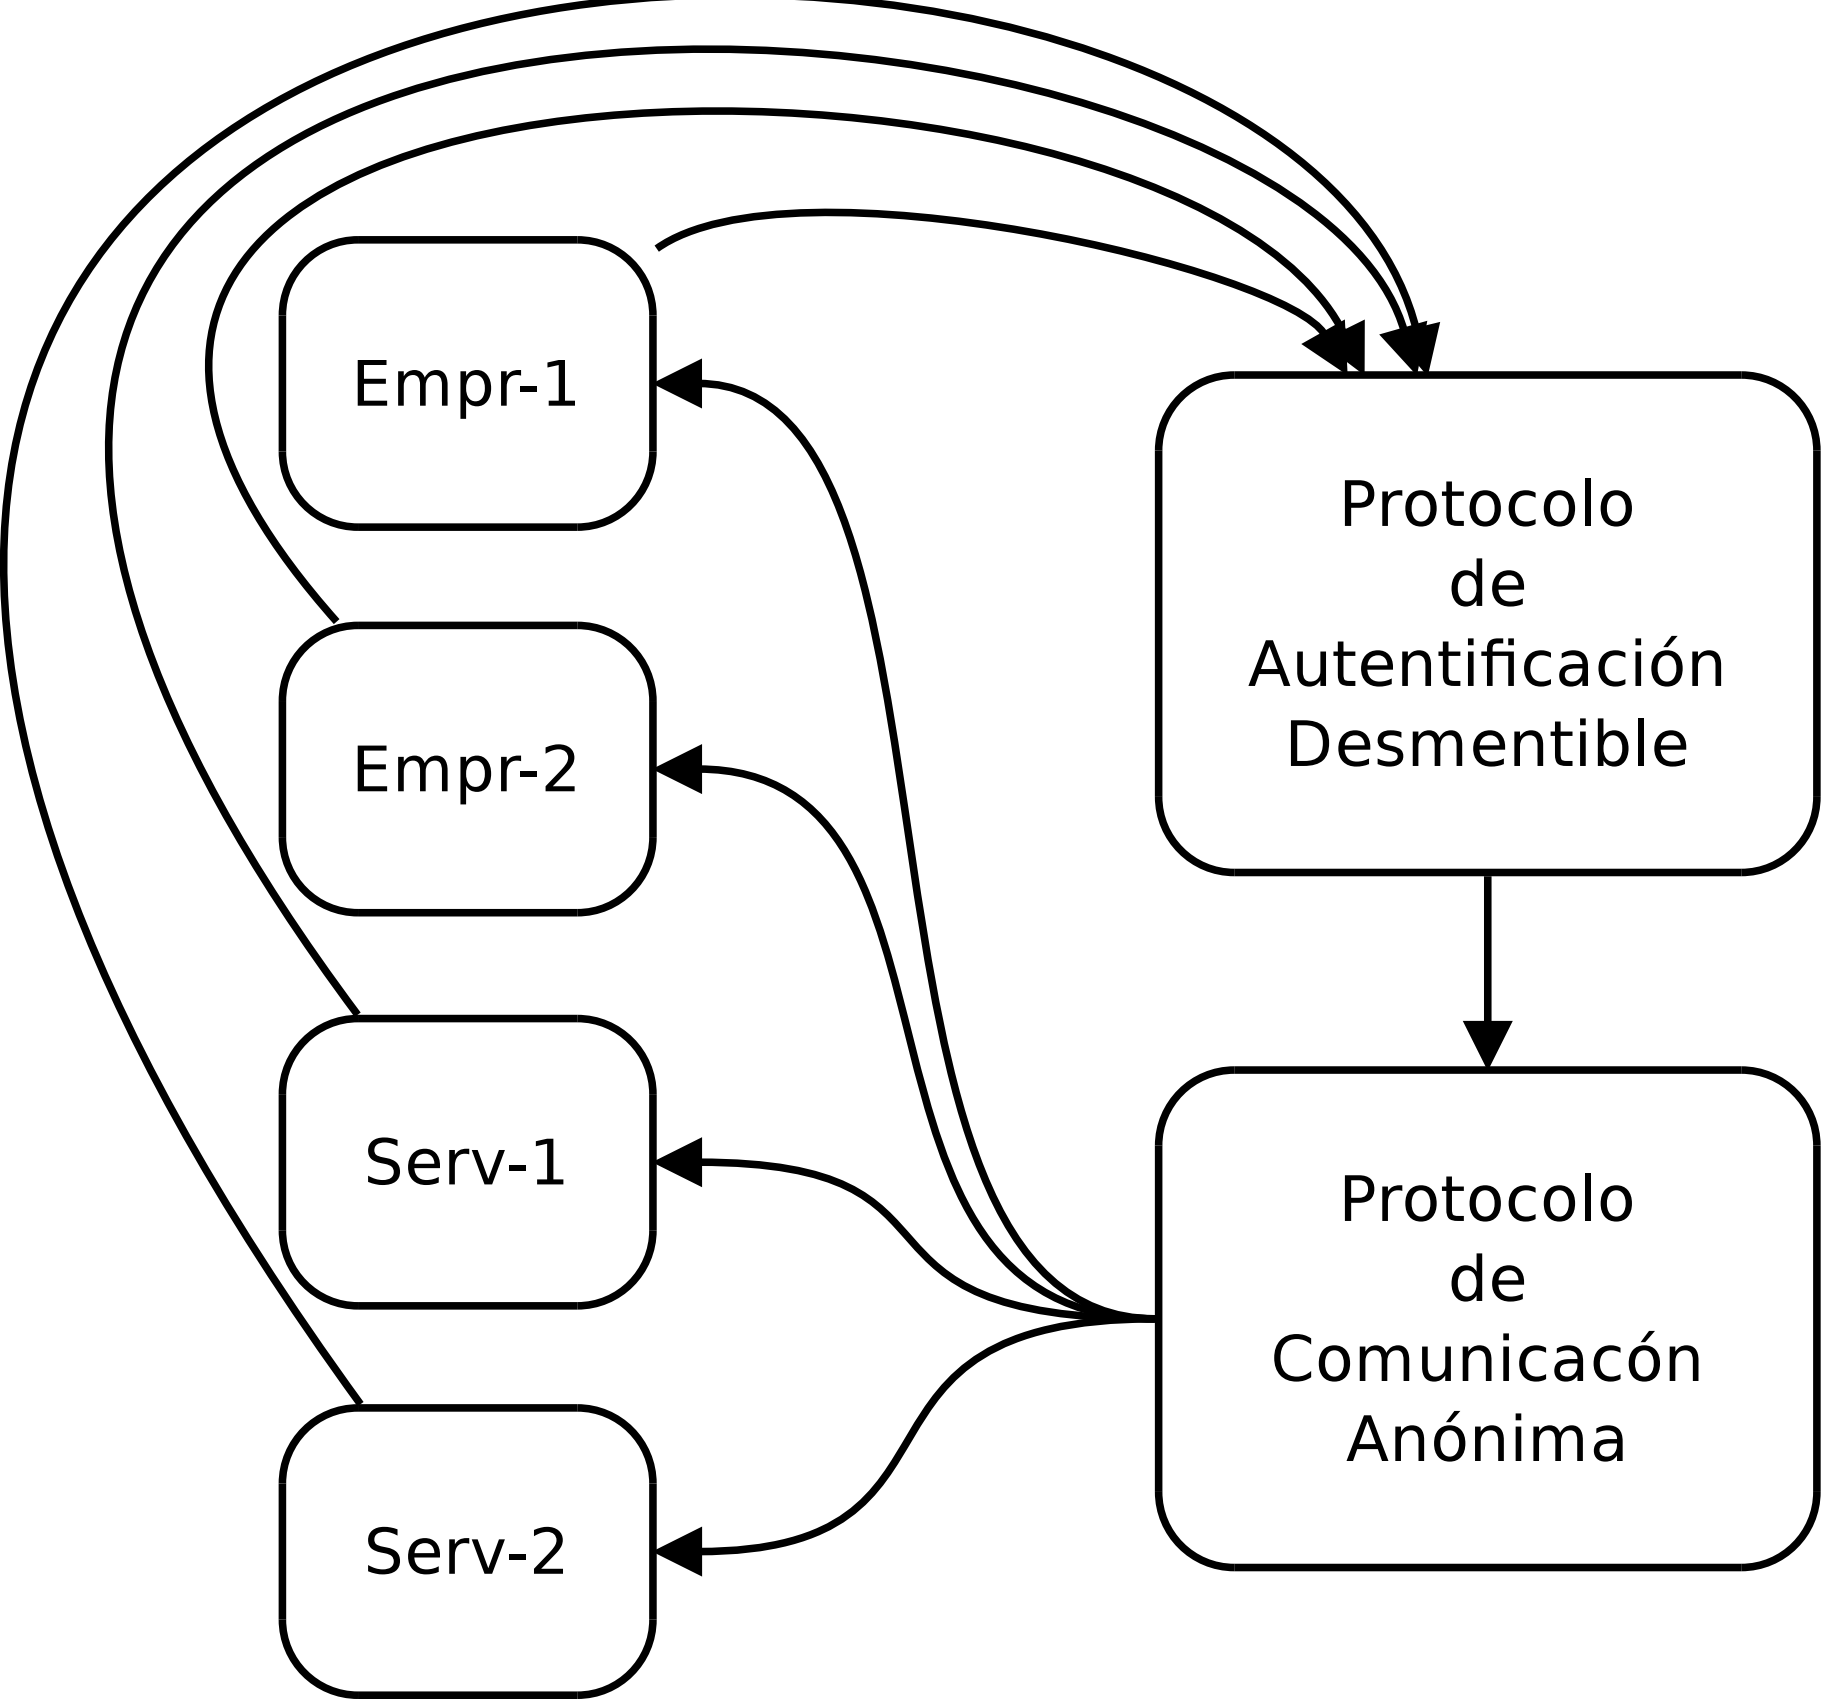 Empr-1
Empr-2
Serv-1
Serv-2
Protocolo
de
Autentificación
Desmentible
Protocolo
de
Comunicacón
Anónima